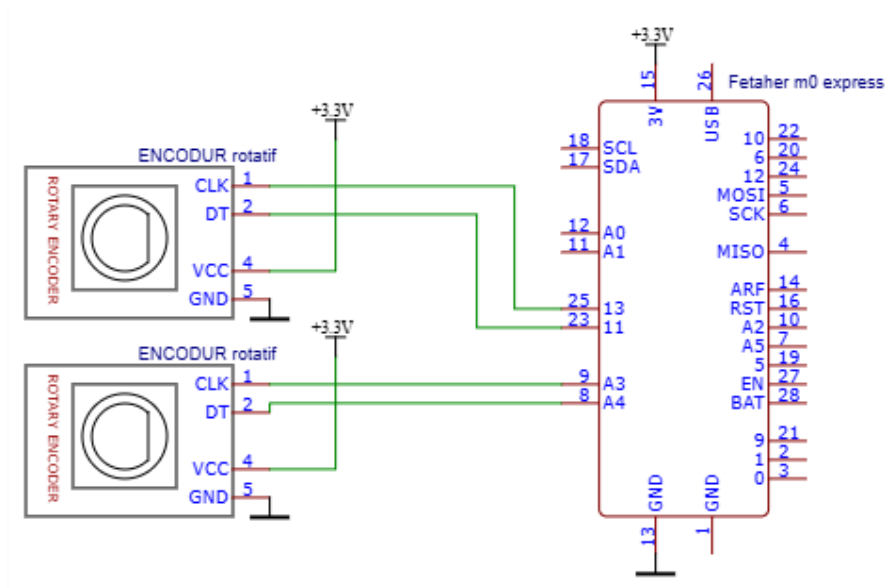 +3.3V
ENCODUR rotatif
ROTARY ENCODER
CLK 1
DT 2
VCC 4
GND 5
+3.3V
ENCODUR rotatif
ROTARY ENCODER
CLK 1
DT 2
VCC 4
GND 5
+3.3V
Fetaher m0 express
15 3V
26 USB
18 SCL
17 SDA
12 A0
11 A1
25 13
23 11
9 A3
8 A4
10 22
6 20
12 24
MOSI 5
SCK 6
MISO 4
ARF 14
RST 16
A2 10
A5 7
5 19
EN 27
BAT 28
9 21
1 2
0 3
GND 13
GND 1